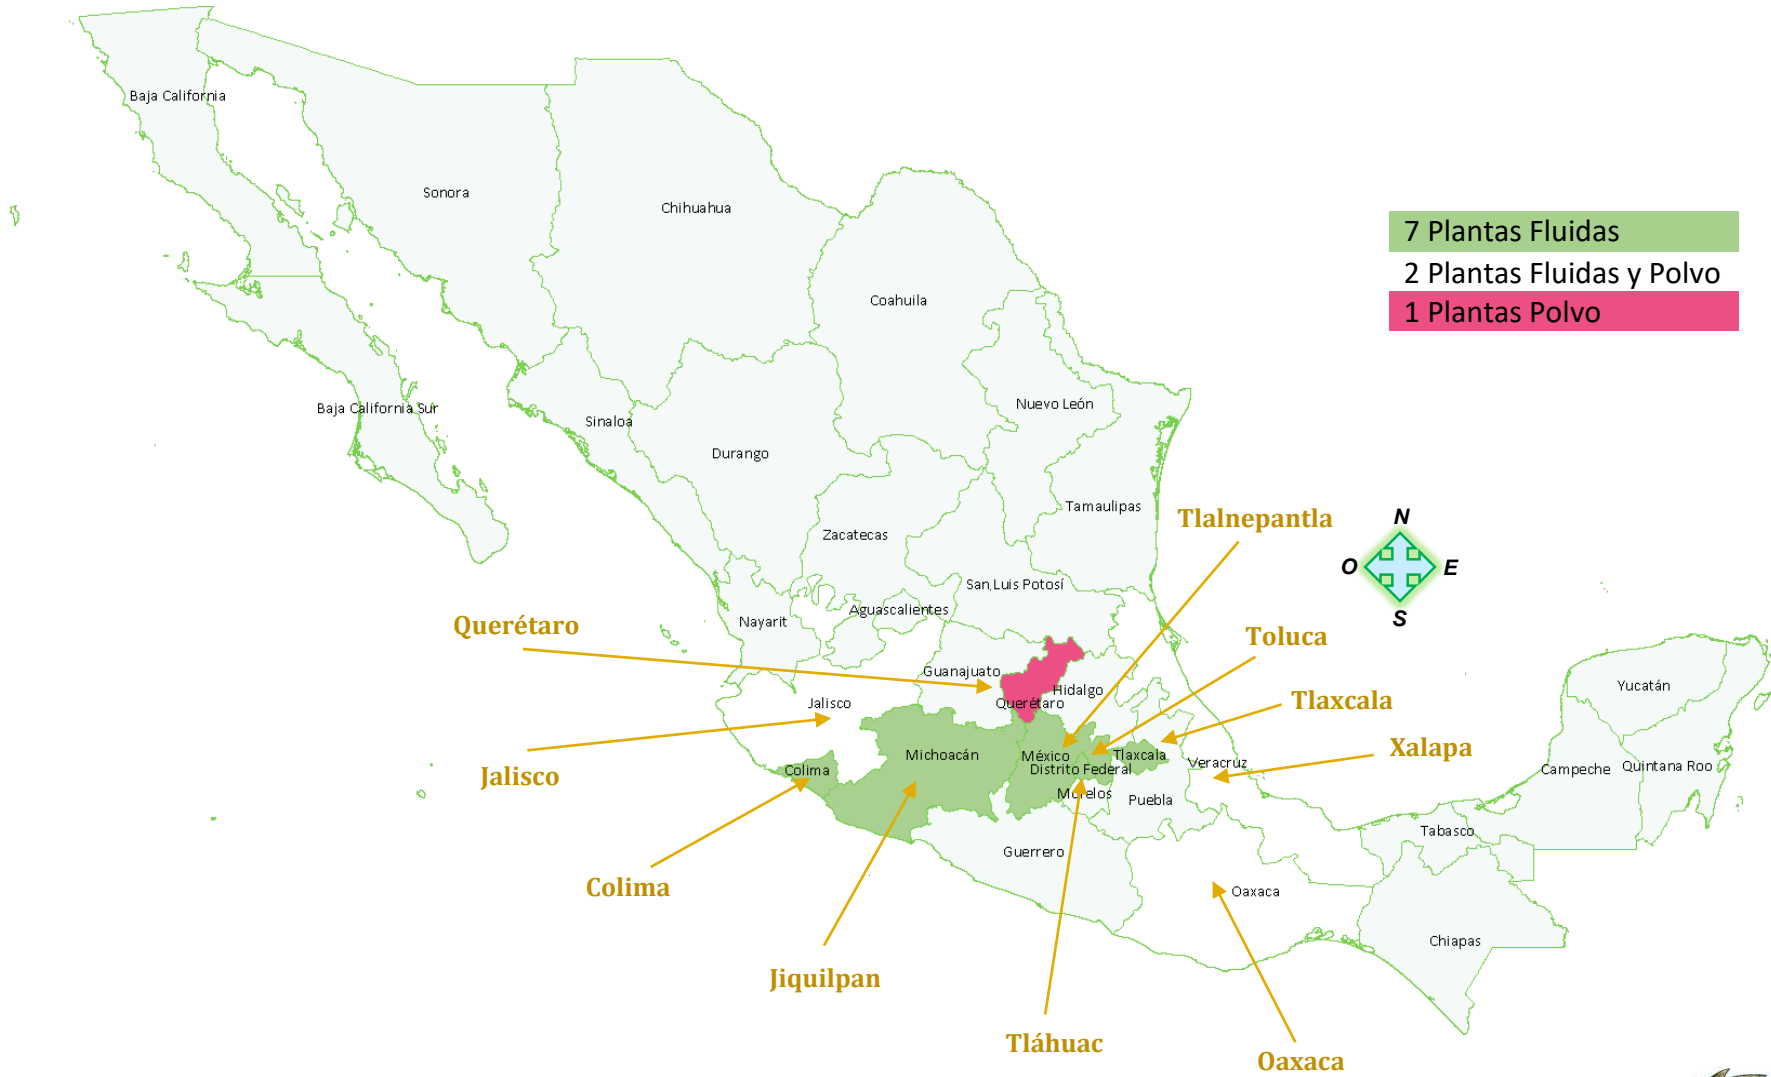 Baja California
Sonora
Chihuahua
Coahuila
7 Plantas Fluidas
2 Plantas Fluidas y Polvo
1 Plantas Polvo
Baja California Sur
Sinaloa
Nuevo León
Durango
Tamaulipas
Zacatecas
Tlalnepantla
N
O
E
S
San Luis Potosí
Aguascalientes
Nayarit
Querétaro
Toluca
Guanajuato
Hidalgo
Yucatán
Jalisco
Querétaro
Tlaxcala
Michoacán
México
Tlaxcala
Xalapa
Veracruz
Colima
Distrito Federal
Campeche
Quintana Roo
Jalisco
Morelos
Puebla
Tabasco
Guerrero
Colima
Oaxaca
Chiapas
Jiquilpan
Tláhuac
Oaxaca